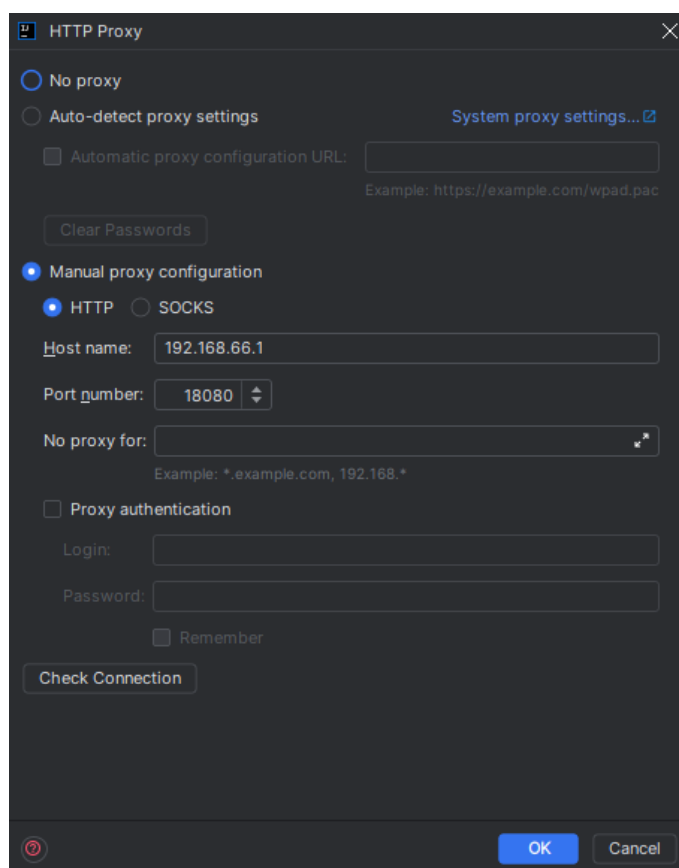 HTTP Proxy
No proxy
Auto-detect proxy settings System proxy settings...
Automatic proxy configuration URL:
Example: https://example.com/wpad.pac
Clear Passwords
Manual proxy configuration
HTTP SOCKS
Host name: 192.168.66.1
Port number: 18080
No proxy for:
Example: *.example.com, 192.168.*
Proxy authentication
Login:
Password:
Remember
Check Connection
? OK Cancel